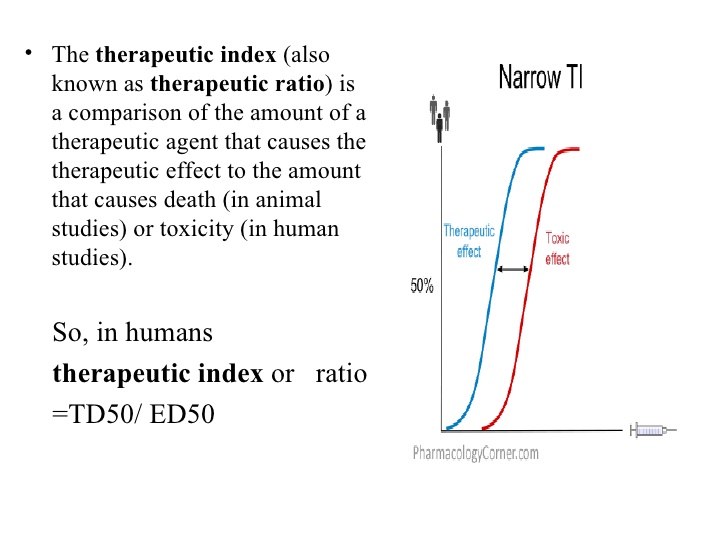 • The therapeutic index (also
known as therapeutic ratio) is
a comparison of the amount of a
therapeutic agent that causes the
therapeutic effect to the amount
that causes death (in animal
studies) or toxicity (in human
studies).
So, in humans
therapeutic index or ratio
=TD50/ ED50
Narrow TI
Therapeutic
effect
Toxic
effect
50%
PharmacologyCorner.com